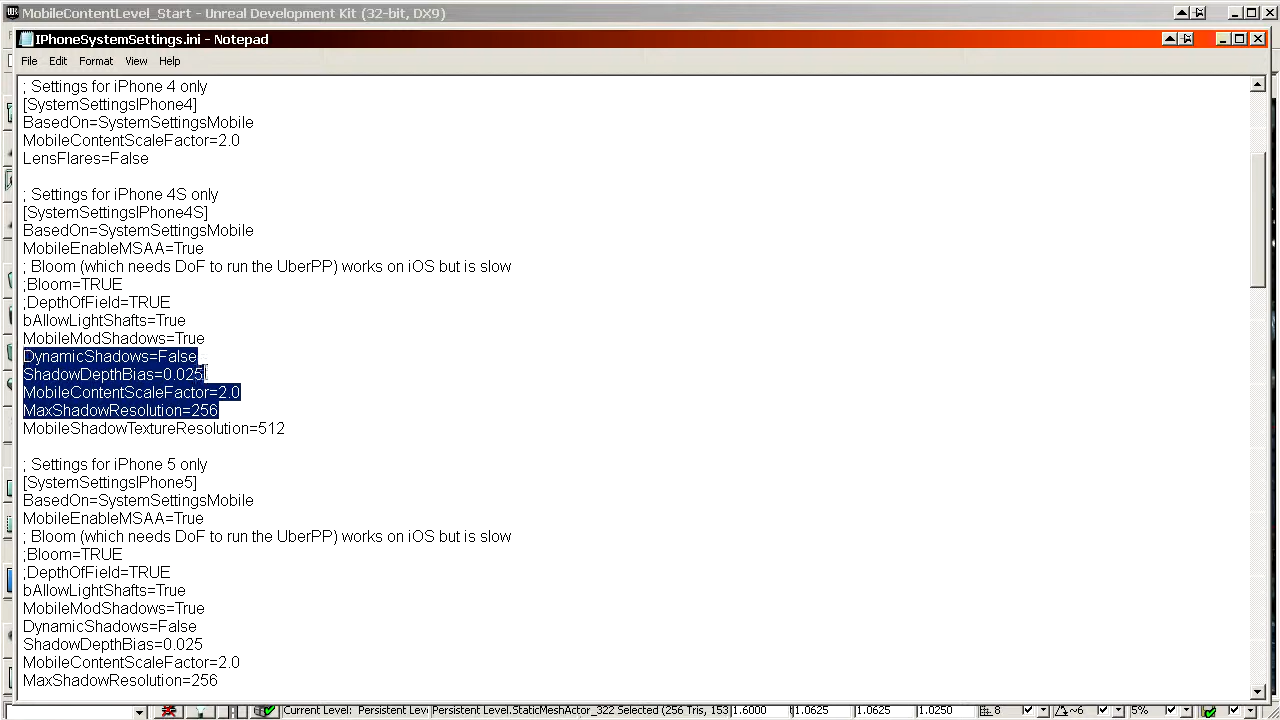 MobileContentLevel_Start - Unreal Development Kit (32-bit, DX9)
IPhoneSystemSettings.ini - Notepad
File Edit Format View Help
; Settings for iPhone 4 only
[SystemSettingsIPhone4]
BasedOn=SystemSettingsMobile
MobileContentScaleFactor=2.0
LensFlares=False
; Settings for iPhone 4S only
[SystemSettingsIPhone4S]
BasedOn=SystemSettingsMobile
MobileEnableMSAA=True
; Bloom (which needs DoF to run the UberPP) works on iOS but is slow
;Bloom=TRUE
;DepthOfField=TRUE
bAllowLightShafts=True
MobileModShadows=True
DynamicShadows=False
ShadowDepthBias=0.025
MobileContentScaleFactor=2.0
MaxShadowResolution=256
MobileShadowTextureResolution=512
; Settings for iPhone 5 only
[SystemSettingsIPhone5]
BasedOn=SystemSettingsMobile
MobileEnableMSAA=True
; Bloom (which needs DoF to run the UberPP) works on iOS but is slow
;Bloom=TRUE
;DepthOfField=TRUE
bAllowLightShafts=True
MobileModShadows=True
DynamicShadows=False
ShadowDepthBias=0.025
MobileContentScaleFactor=2.0
MaxShadowResolution=256
Current Level: Persistent Leve Persistent Level.StaticMeshActor_322 Selected (256 Tris, 153 1.6000 1.0625 1.0625 1.0250 8 ~6 5%